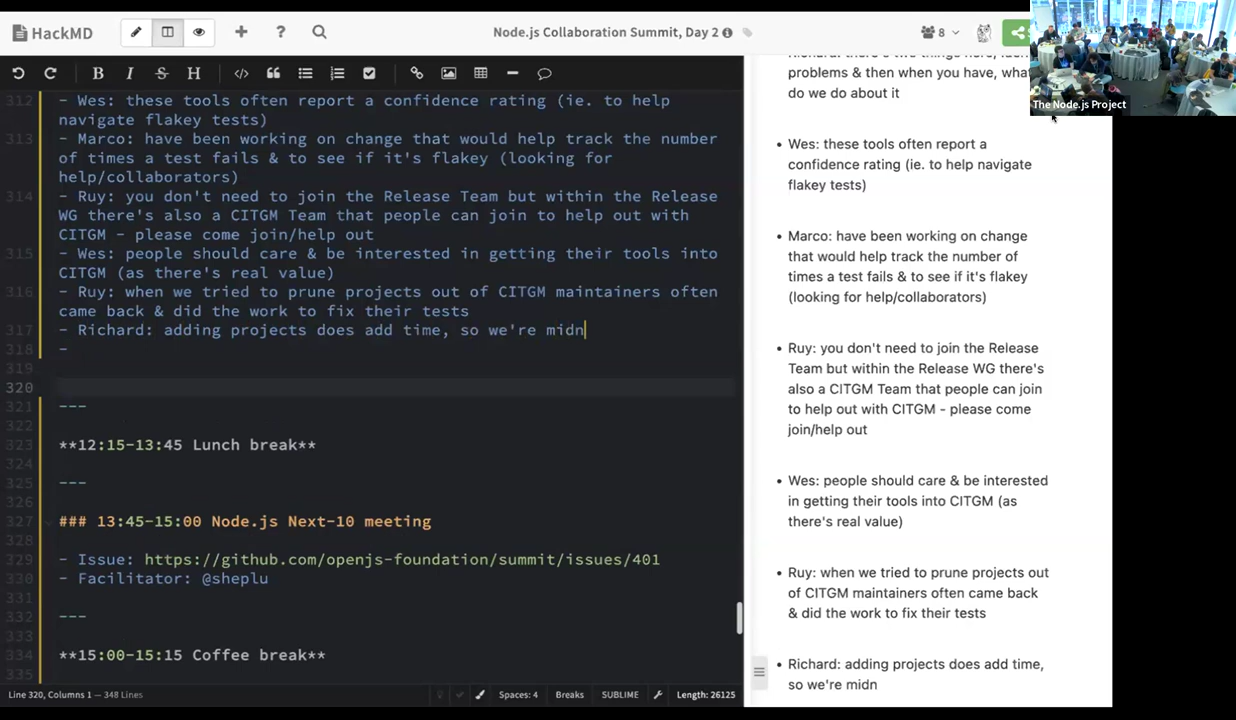 HackMD
Node.js Collaboration Summit, Day 2
8
The Node.js Project
312 - Wes: these tools often report a confidence rating (ie. to help
navigate flakey tests)
313 - Marco: have been working on change that would help track the number
of times a test fails & to see if it's flakey (looking for
help/collaborators)
314 - Ruy: you don't need to join the Release Team but within the Release
WG there's also a CITGM Team that people can join to help out with
CITGM - please come join/help out
315 - Wes: people should care & be interested in getting their tools into
CITGM (as there's real value)
316 - Ruy: when we tried to prune projects out of CITGM maintainers often
came back & did the work to fix their tests
317 - Richard: adding projects does add time, so we're midn
318 -
319
320
321 ---
322
323 **12:15-13:45 Lunch break**
324
325 ---
326
327 ### 13:45-15:00 Node.js Next-10 meeting
328
329 - Issue: https://github.com/openjs-foundation/summit/issues/401
330 - Facilitator: @sheplu
331
332 ---
333
334 **15:00-15:15 Coffee break**
335
problems & then when you have, what
do we do about it
• Wes: these tools often report a
confidence rating (ie. to help navigate
flakey tests)
• Marco: have been working on change
that would help track the number of
times a test fails & to see if it's flakey
(looking for help/collaborators)
• Ruy: you don't need to join the Release
Team but within the Release WG there's
also a CITGM Team that people can join
to help out with CITGM - please come
join/help out
• Wes: people should care & be interested
in getting their tools into CITGM (as
there's real value)
• Ruy: when we tried to prune projects out
of CITGM maintainers often came back
& did the work to fix their tests
• Richard: adding projects does add time,
so we're midn
Line 320, Columns 1 — 348 Lines
Spaces: 4
Breaks
SUBLIME
Length: 26125